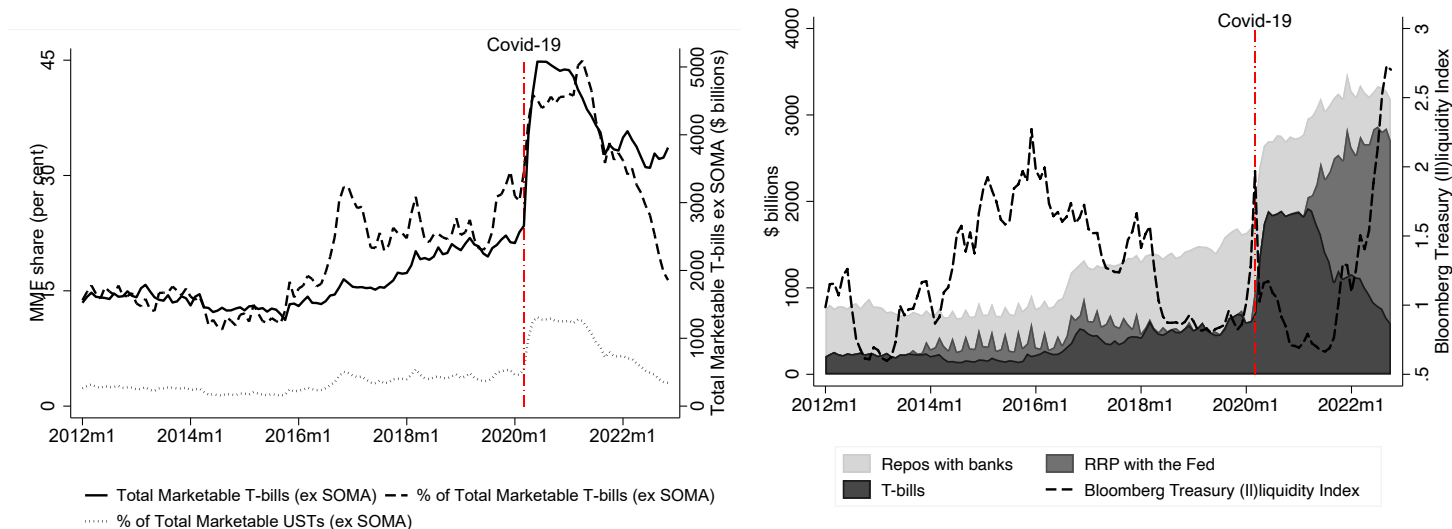 Covid-19
MMF share (per cent)
0
15
30
45
Total Marketable T-bills ex SOMA ($ billions)
0
1000
2000
3000
4000
5000
2012m1
2014m1
2016m1
2018m1
2020m1
2022m1
Total Marketable T-bills (ex SOMA)
% of Total Marketable T-bills (ex SOMA)
% of Total Marketable USTs (ex SOMA)
Covid-19
$ billions
0
1000
2000
3000
4000
Bloomberg Treasury (Il)liquidity Index
.5
1
1.5
2
2.5
3
2012m1
2014m1
2016m1
2018m1
2020m1
2022m1
Repos with banks
RRP with the Fed
T-bills
Bloomberg Treasury (Il)liquidity Index